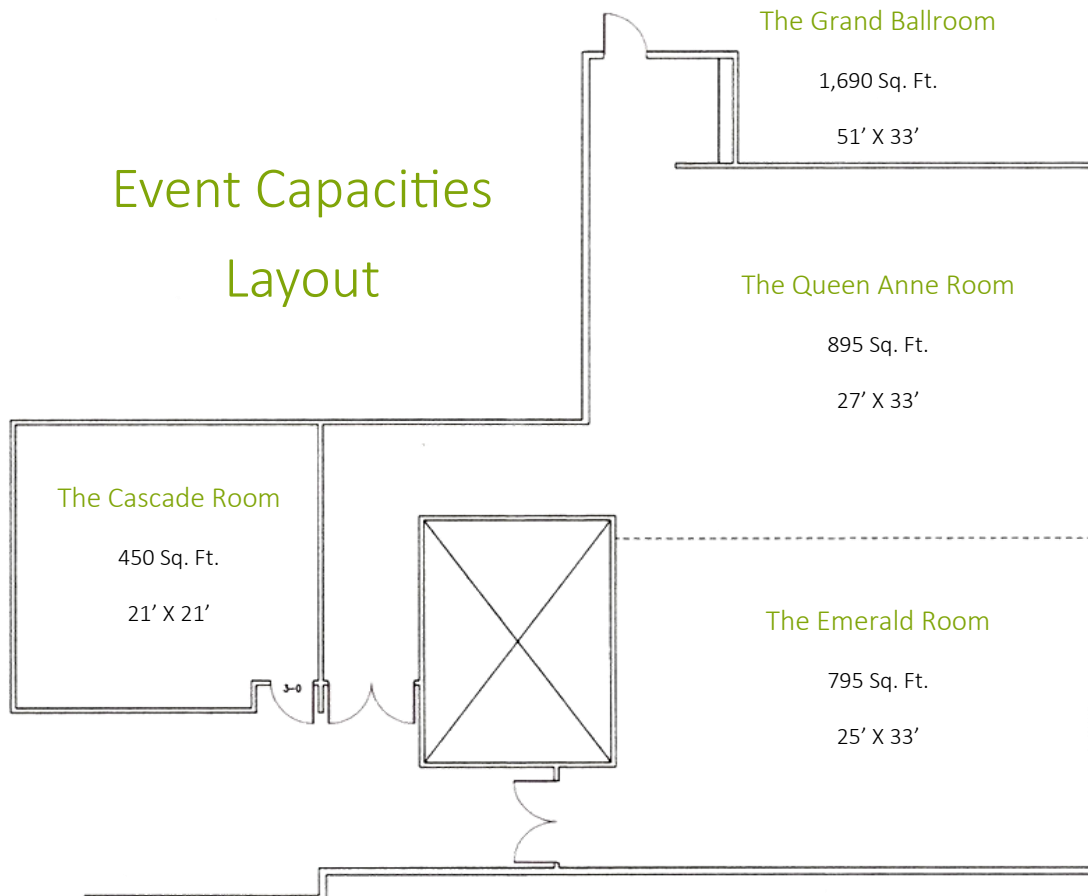 The Grand Ballroom
1,690 Sq. Ft.
51’ X 33’
Event Capacities
Layout
The Queen Anne Room
895 Sq. Ft.
27’ X 33’
The Cascade Room
450 Sq. Ft.
21’ X 21’
3-0
The Emerald Room
795 Sq. Ft.
25’ X 33’